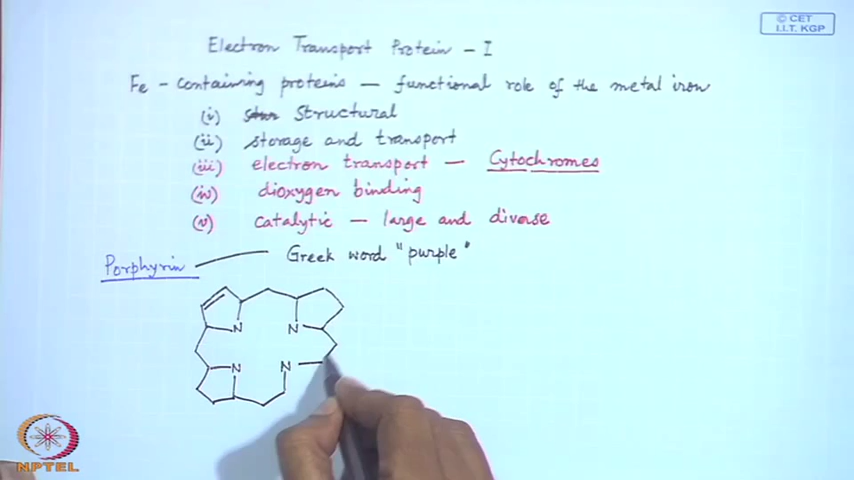 © CET
I.I.T. KGP
Electron Transport Protein - I
Fe - containing proteins — functional role of the metal iron
(i) Structural
(ii) storage and transport
(iii) electron transport — Cytochromes
(iv) dioxygen binding
(v) catalytic — large and diverse
Porphyrin — Greek word "purple"
N N
N N
NPTEL